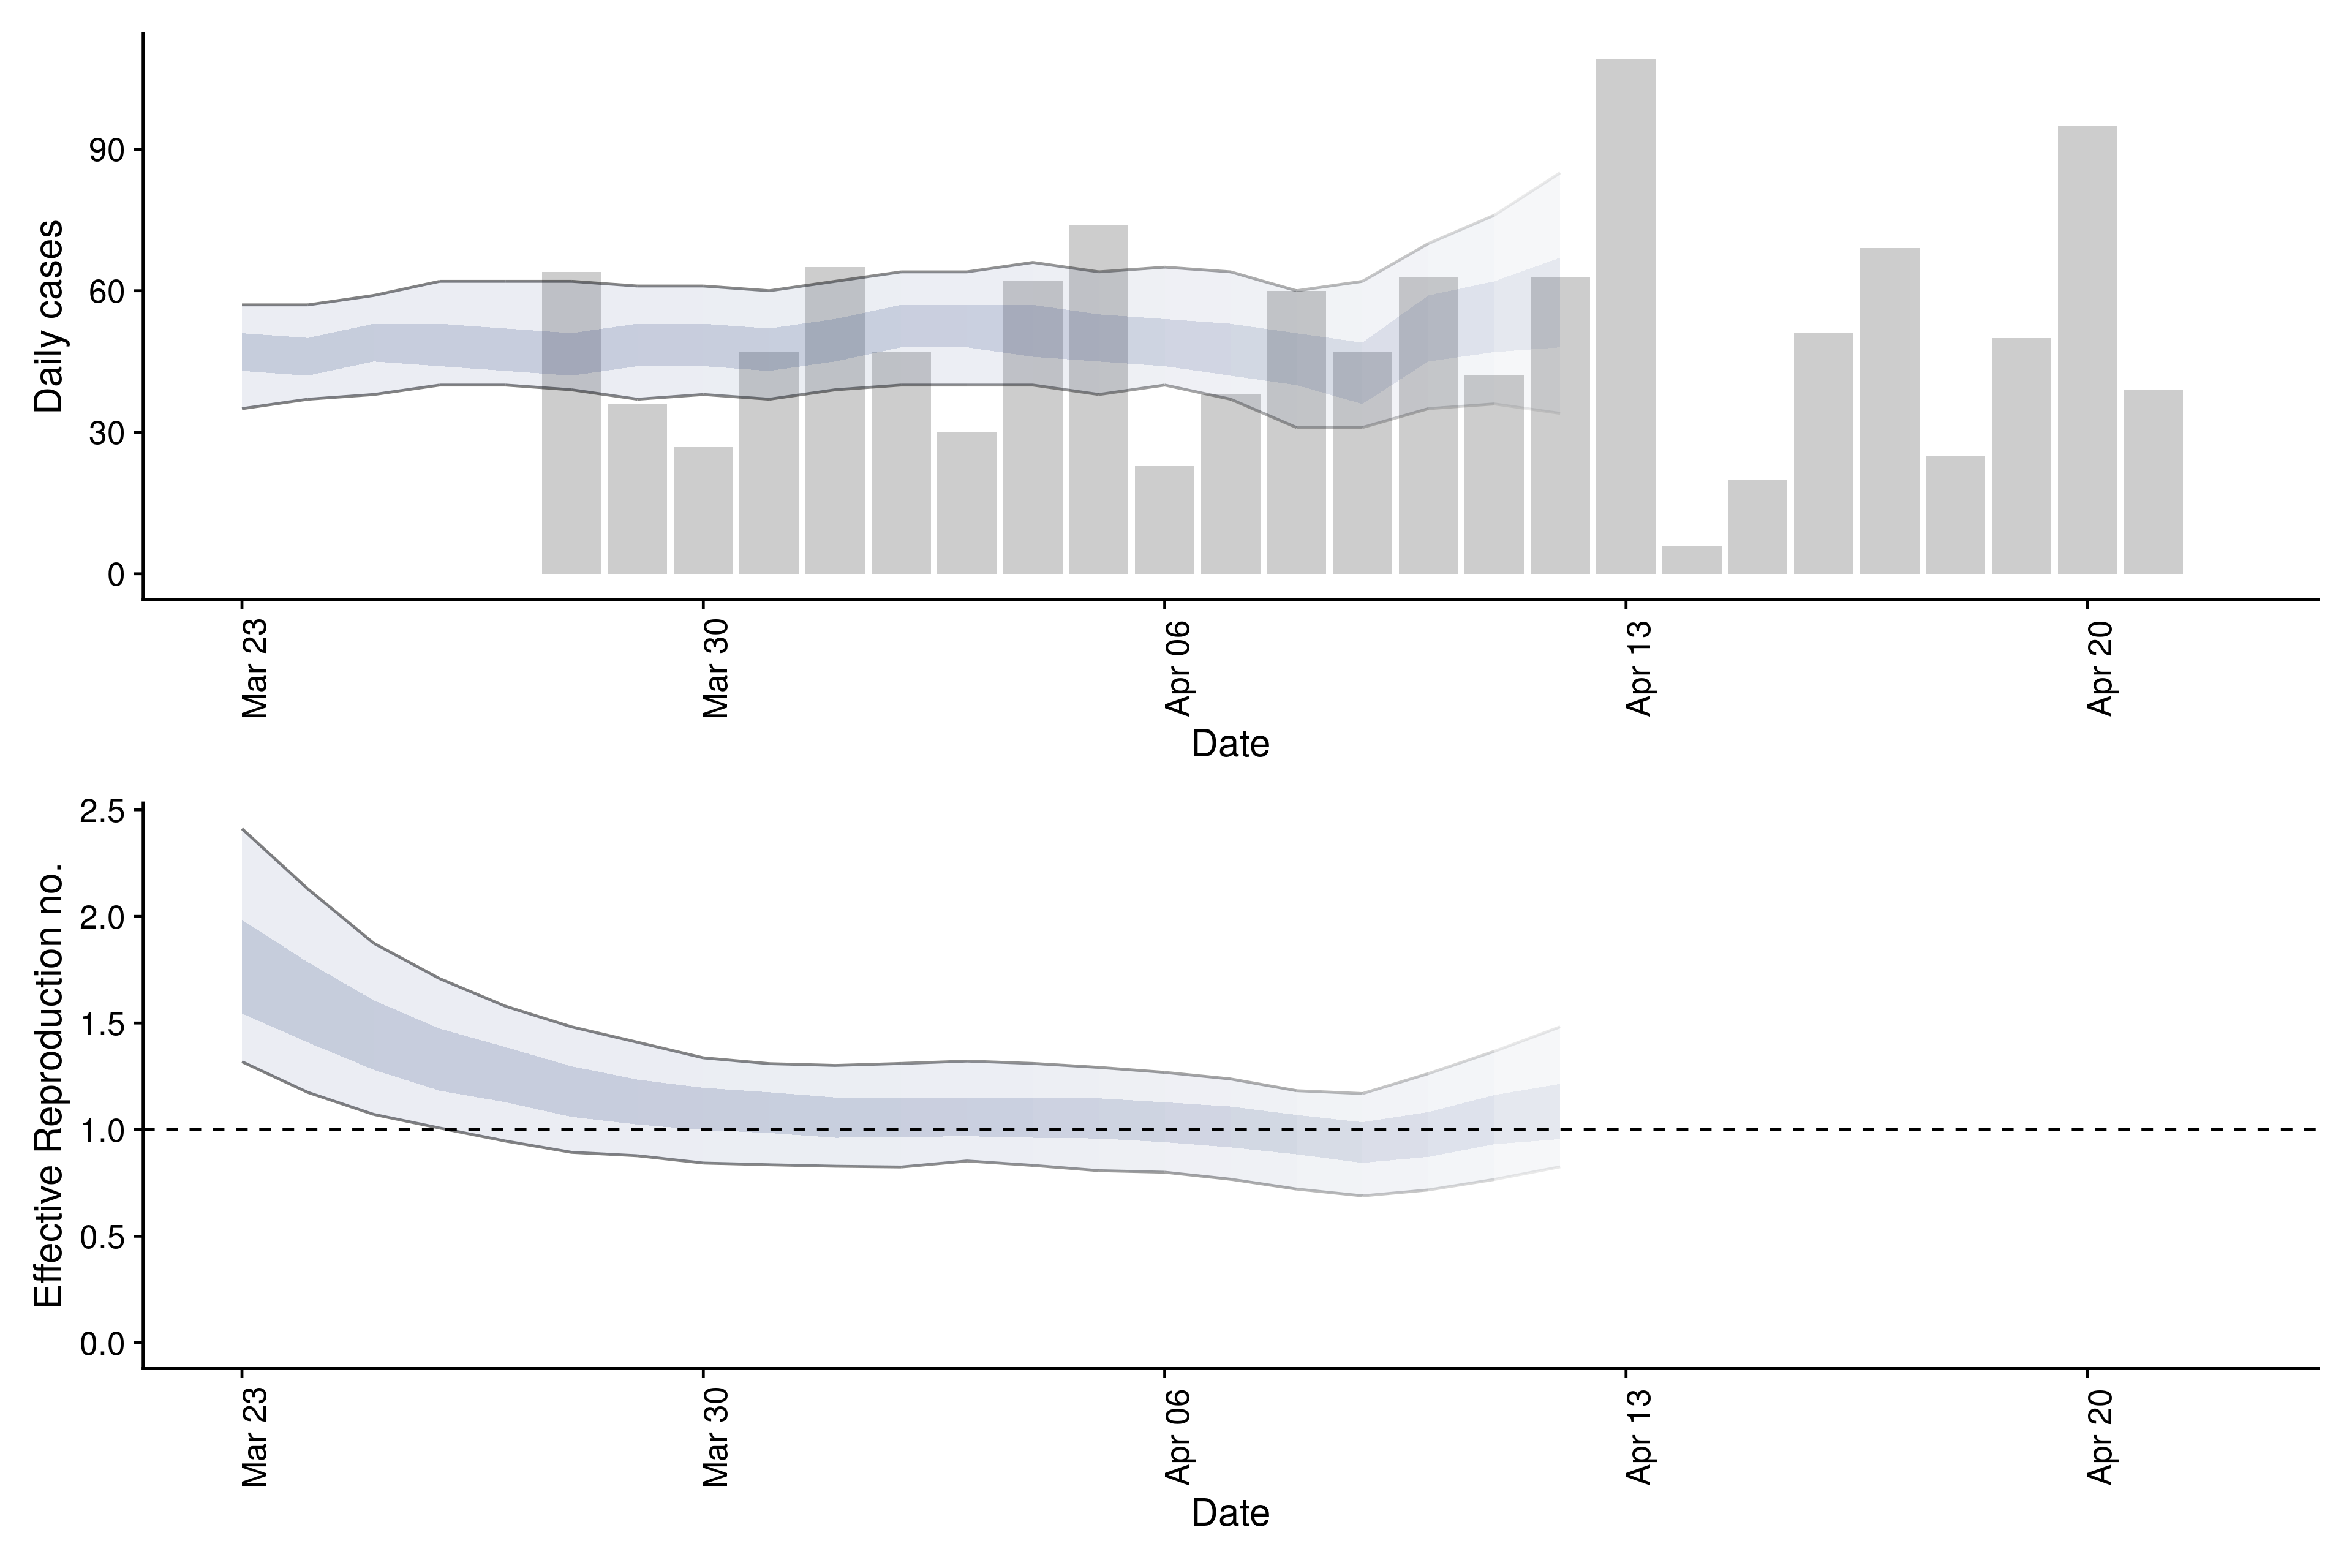 Daily cases
90
60
30
0
Mar 23
Mar 30
Apr 06
Apr 13
Apr 20
Date
Effective Reproduction no.
2.5
2.0
1.5
1.0
0.5
0.0
Mar 23
Mar 30
Apr 06
Apr 13
Apr 20
Date